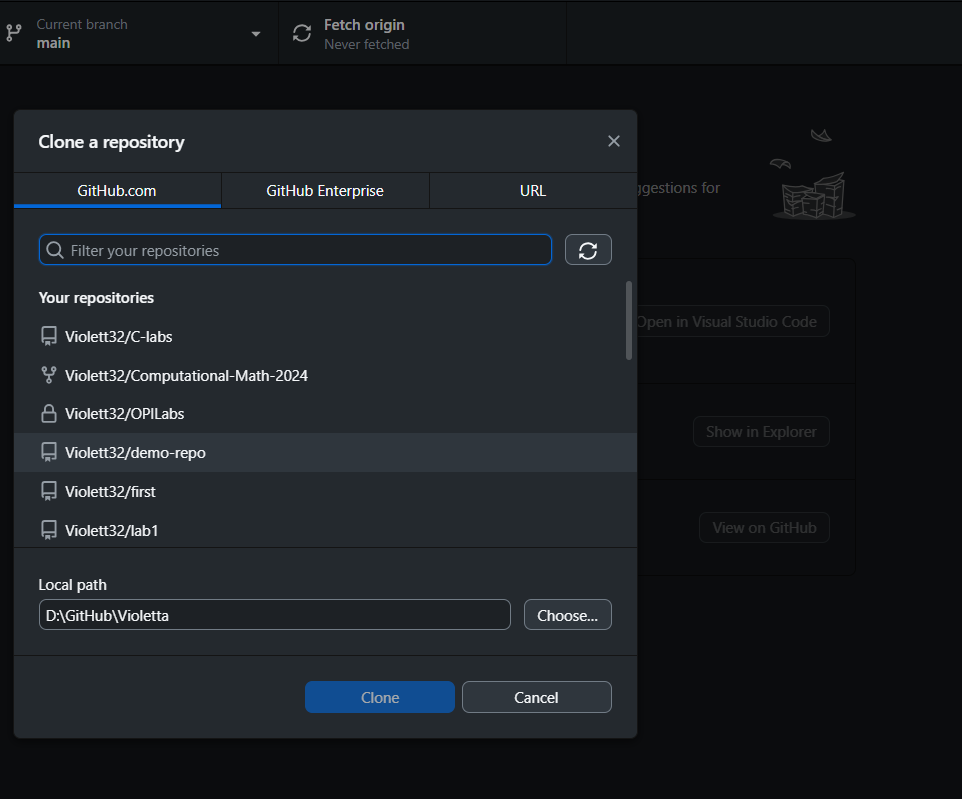 Current branch
main
Fetch origin
Never fetched
Clone a repository
GitHub.com
GitHub Enterprise
URL
ggestions for
Filter your repositories
Your repositories
Violett32/C-labs
Open in Visual Studio Code
Violett32/Computational-Math-2024
Violett32/OPILabs
Show in Explorer
Violett32/demo-repo
Violett32/first
Violett32/lab1
View on GitHub
Local path
D:\GitHub\Violetta
Choose...
Clone
Cancel